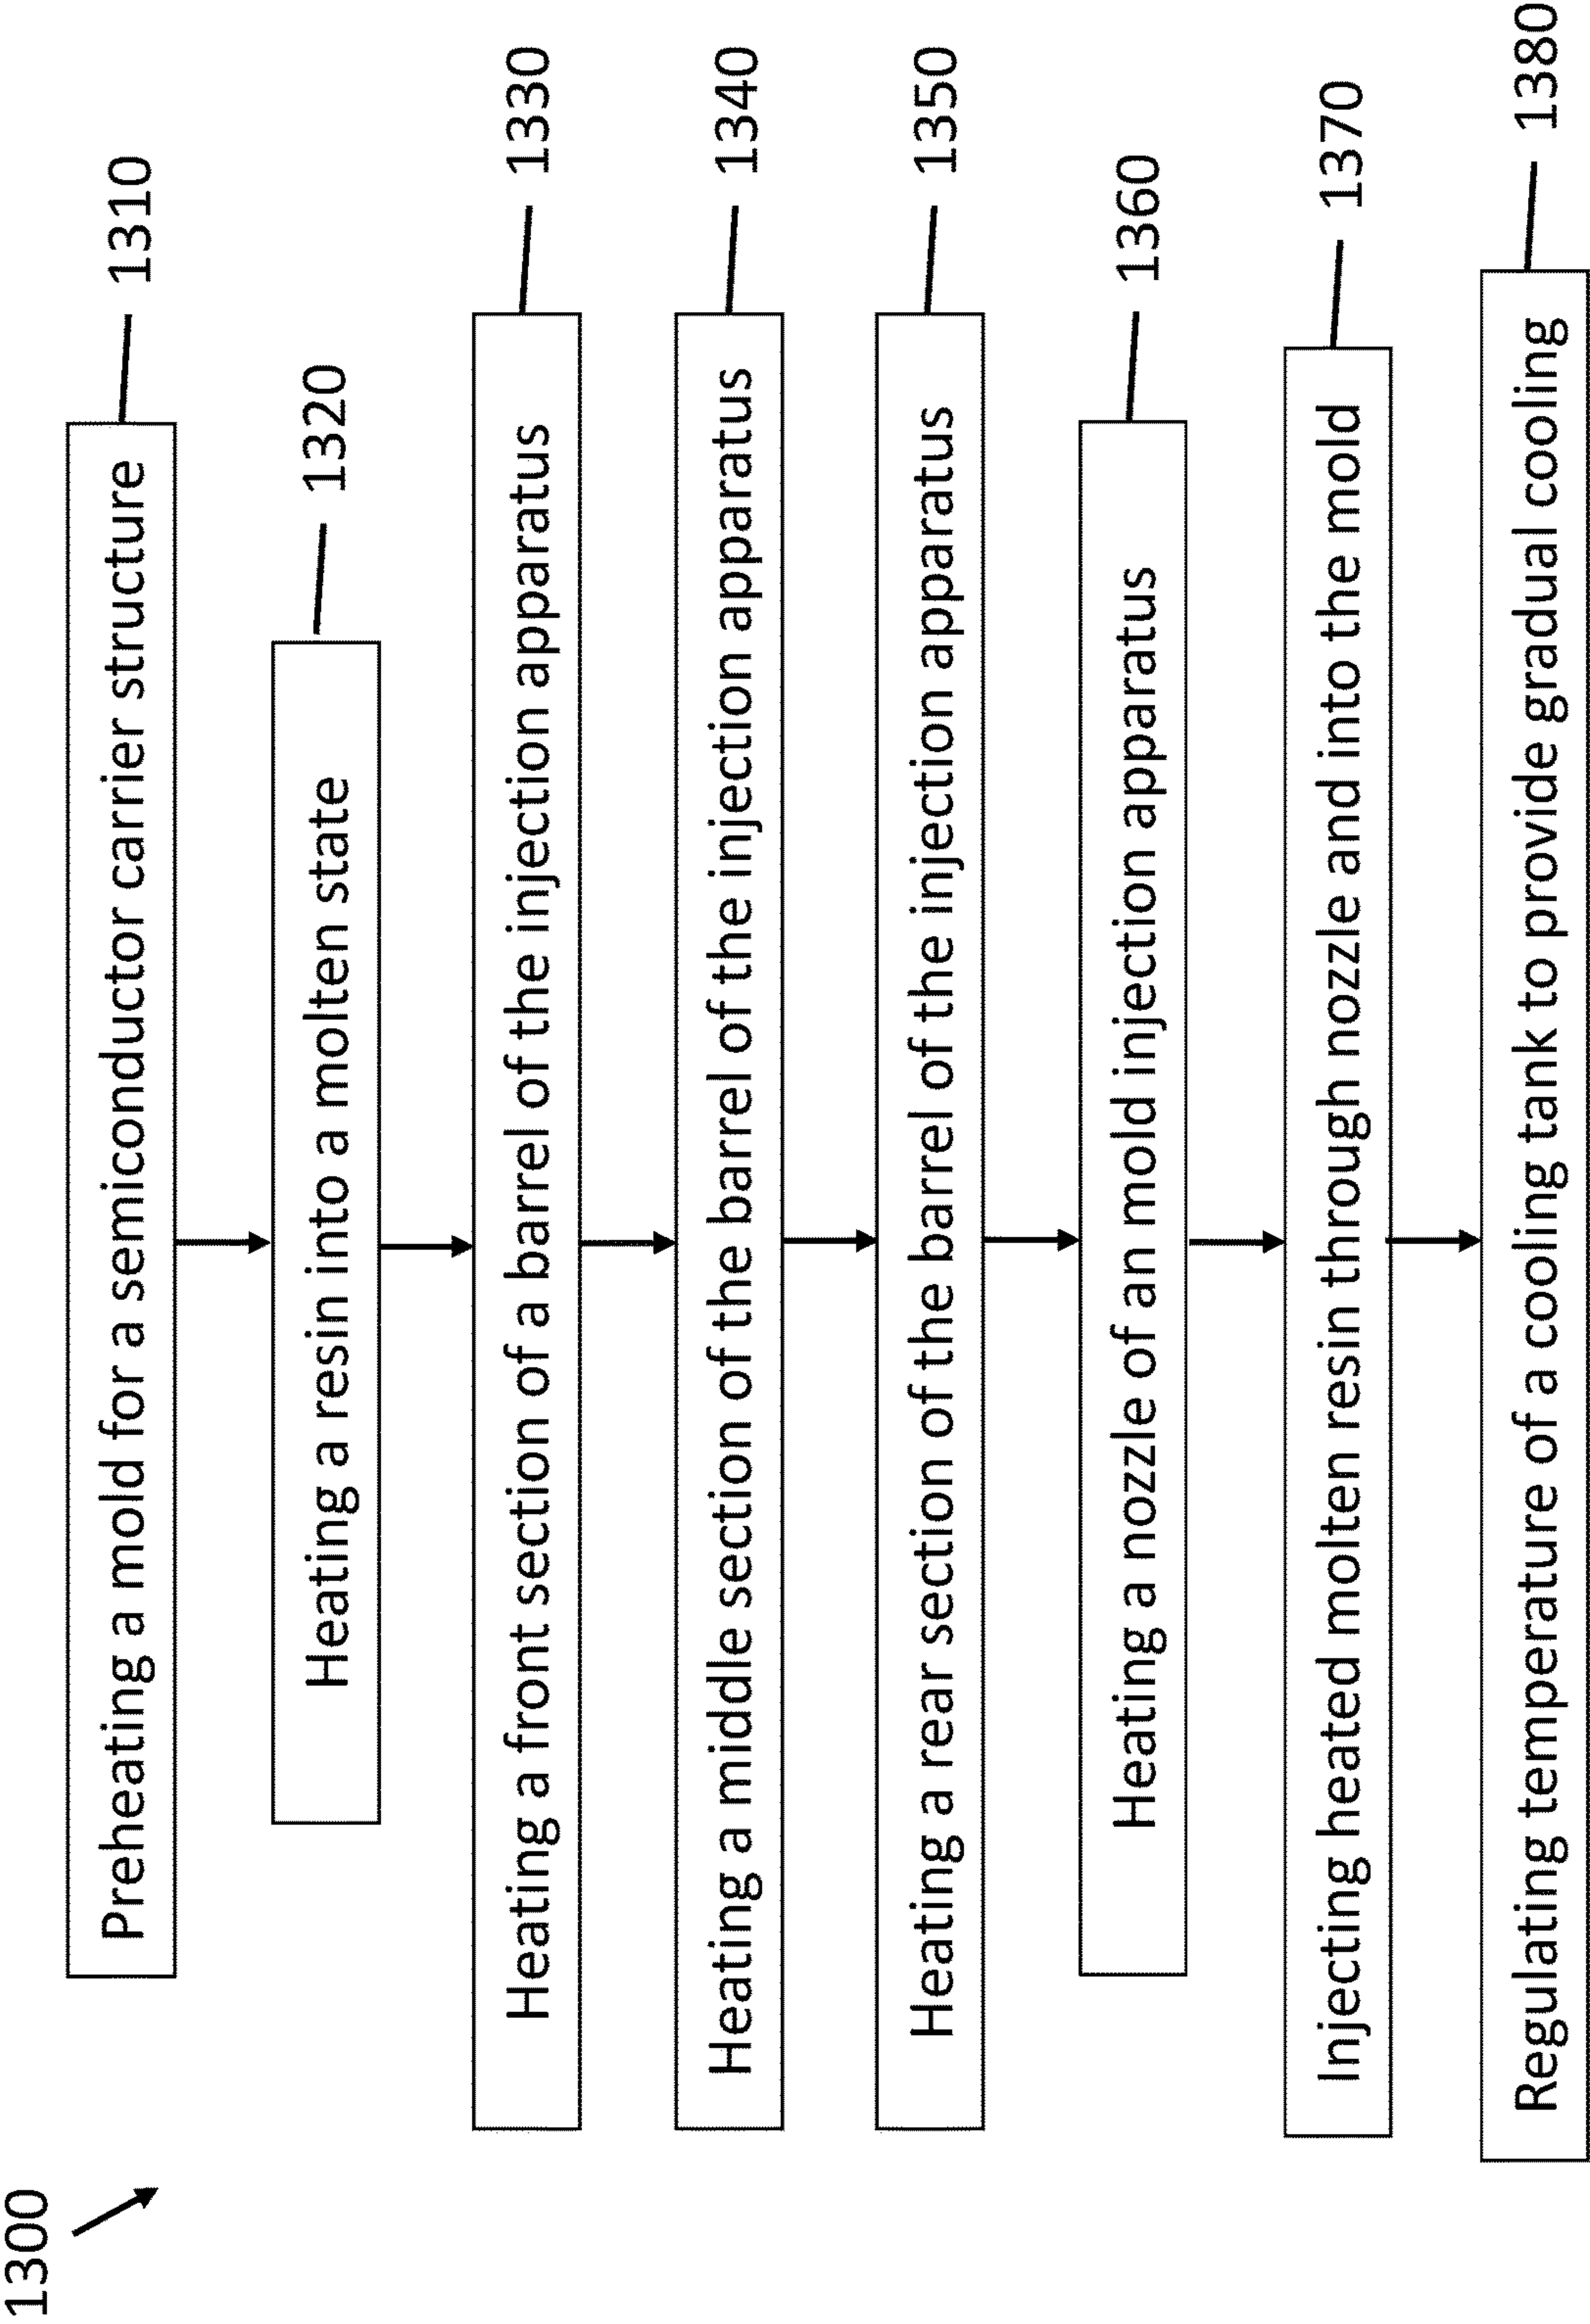 1300
Preheating a mold for a semiconductor carrier structure
1310
Heating a resin into a molten state
1320
Heating a front section of a barrel of the injection apparatus
1330
Heating a middle section of the barrel of the injection apparatus
1340
Heating a rear section of the barrel of the injection apparatus
1350
Heating a nozzle of an mold injection apparatus
1360
Injecting heated molten resin through nozzle and into the mold
1370
Regulating temperature of a cooling tank to provide gradual cooling
1380